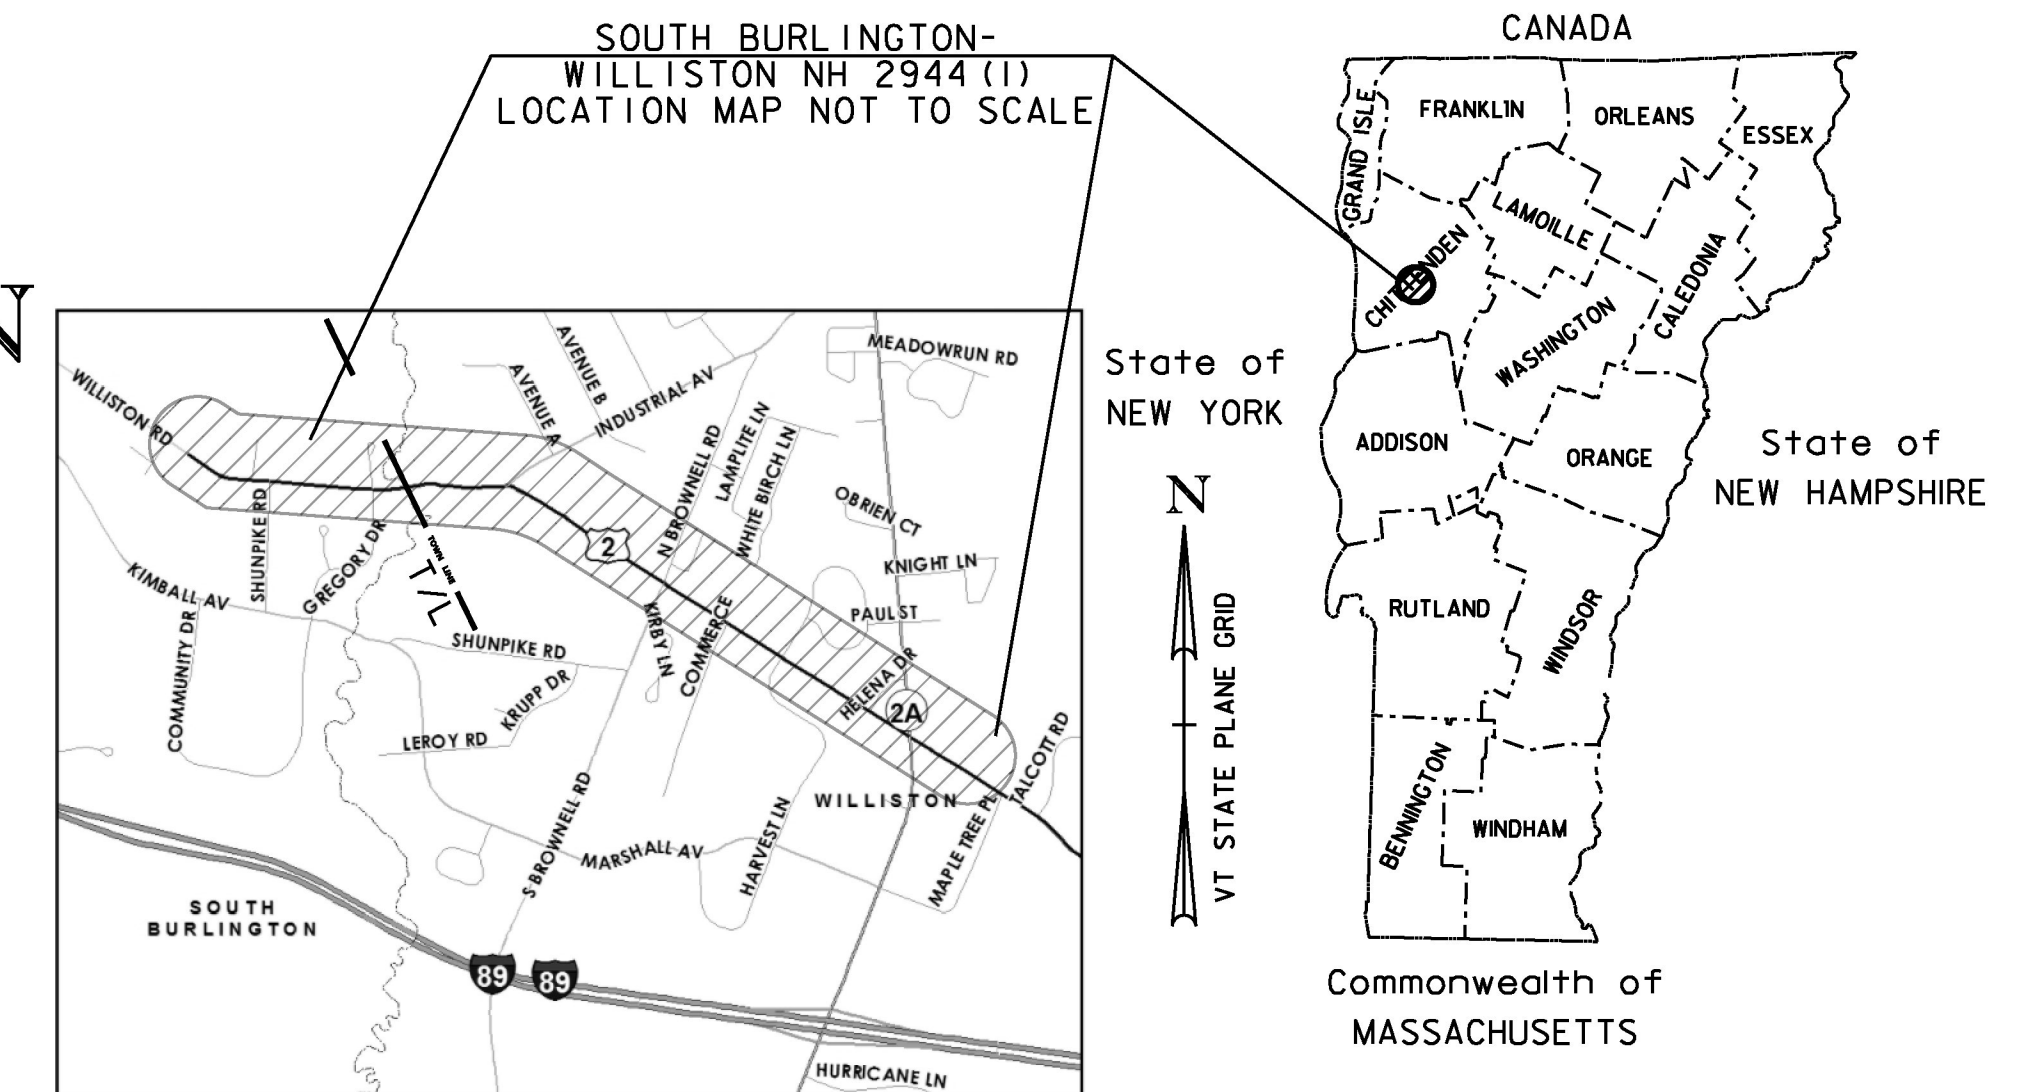 SOUTH BURLINGTON-
WILLISTON NH 2944(1)
LOCATION MAP NOT TO SCALE
CANADA
GRAND ISLE
FRANKLIN
ORLEANS
ESSEX
LAMOILLE
CALEDONIA
WASHINGTON
ADDISON
ORANGE
RUTLAND
WINDSOR
BENNINGTON
WINDHAM
State of
NEW YORK
State of
NEW HAMPSHIRE
Commonwealth of
MASSACHUSETTS
N
VT STATE PLANE GRID
WILLISTON RD
AVENUE A
AVENUE B
INDUSTRIAL AV
MEADOWRUN RD
N BROWNELL RD
LAMPLITE LN
WHITE BIRCH LN
OBRIEN CT
KNIGHT LN
PAUL ST
SHUNPIKE RD
GREGORY DR
TOWN LINE
T/L
KIMBALL AV
COMMUNITY DR
SHUNPIKE RD
KRUPP DR
LEROY RD
2
KIRBY LN
COMMERCE
HELENA DR
2A
TALCOTT RD
WILLISTON
MAPLE TREE PL
HARVEST LN
MARSHALL AV
S BROWNELL RD
SOUTH
BURLINGTON
89
89
HURRICANE LN